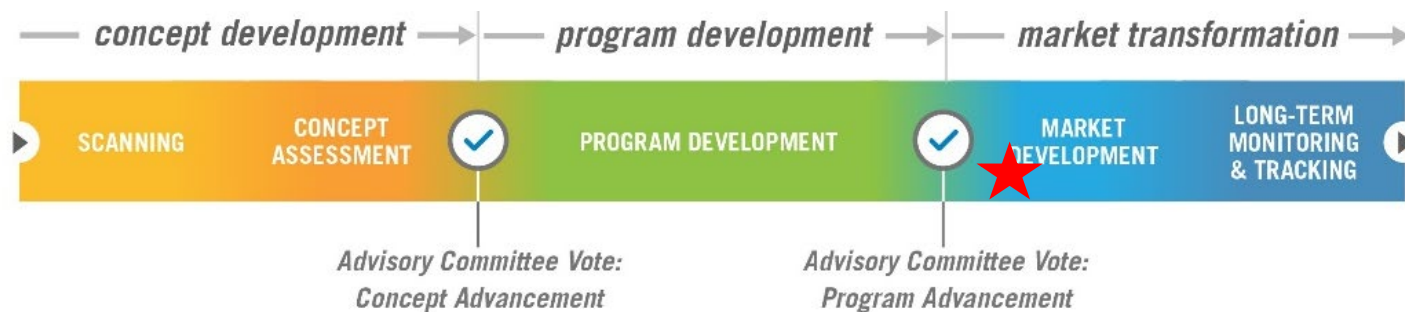 concept development
program development
market transformation
SCANNING
CONCEPT
ASSESSMENT
PROGRAM DEVELOPMENT
MARKET
DEVELOPMENT
LONG-TERM
MONITORING
& TRACKING
Advisory Committee Vote:
Concept Advancement
Advisory Committee Vote:
Program Advancement